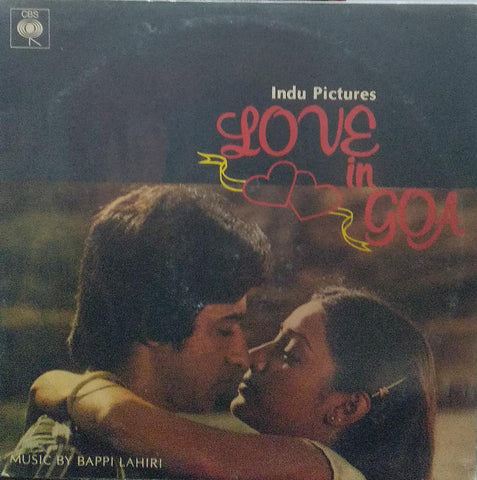 CBS
Indu Pictures
LOVE
in
GOA
MUSIC BY BAPPI LAHIRI